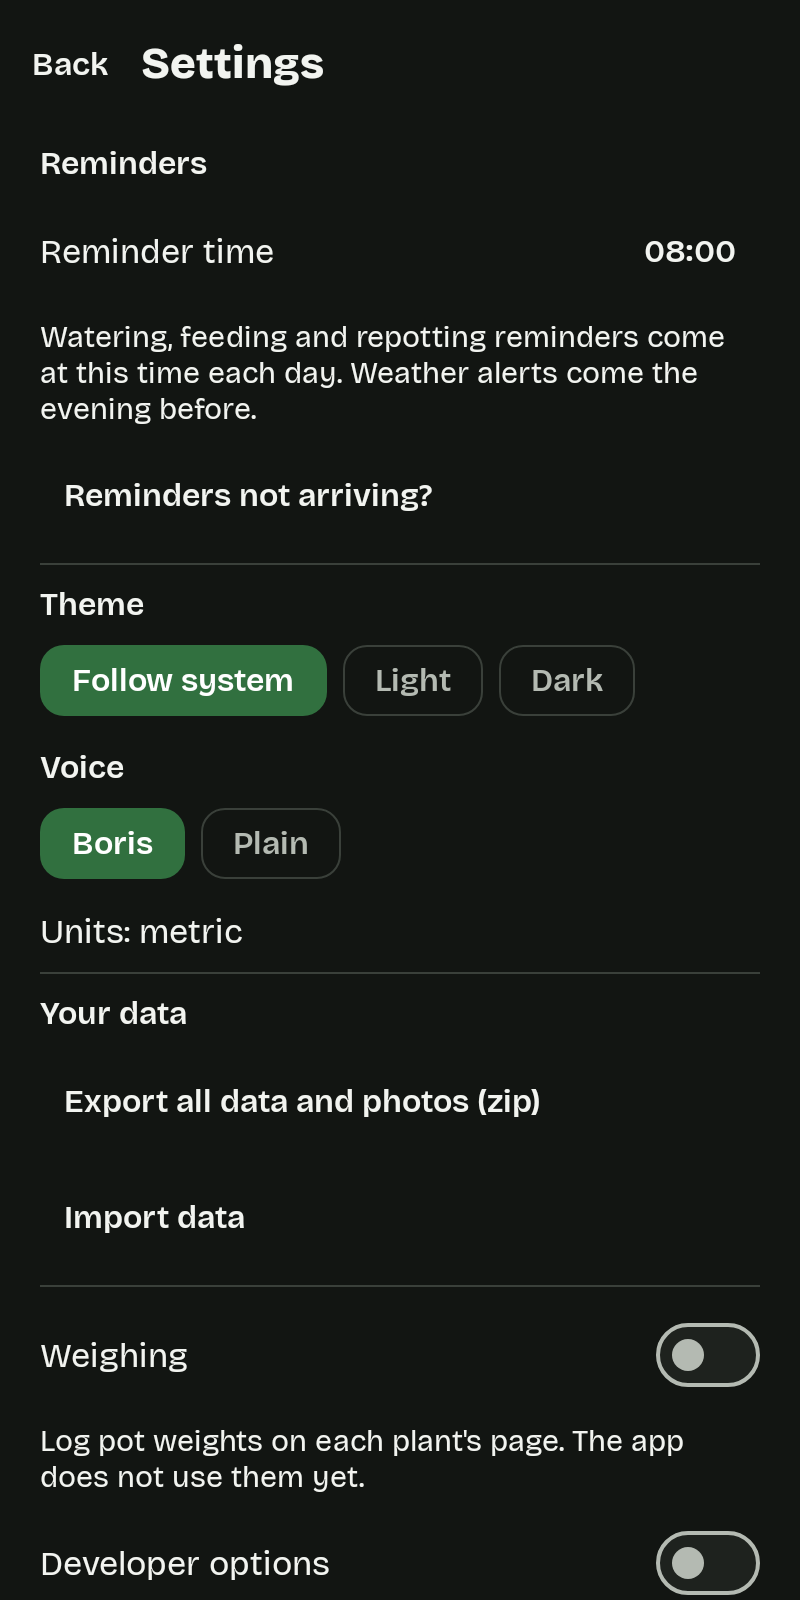 Back Settings
Reminders
Reminder time 08:00
Watering, feeding and repotting reminders come
at this time each day. Weather alerts come the
evening before.
Reminders not arriving?
Theme
Follow system Light Dark
Voice
Boris Plain
Units: metric
Your data
Export all data and photos (zip)
Import data
Weighing
Log pot weights on each plant's page. The app
does not use them yet.
Developer options